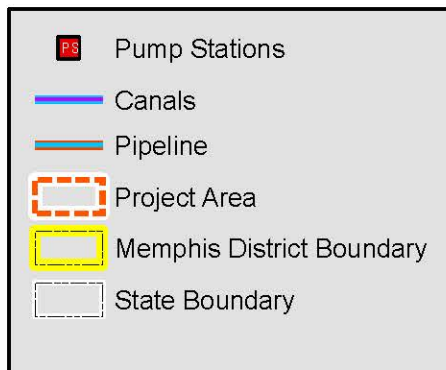 PS Pump Stations
Canals
Pipeline
Project Area
Memphis District Boundary
State Boundary